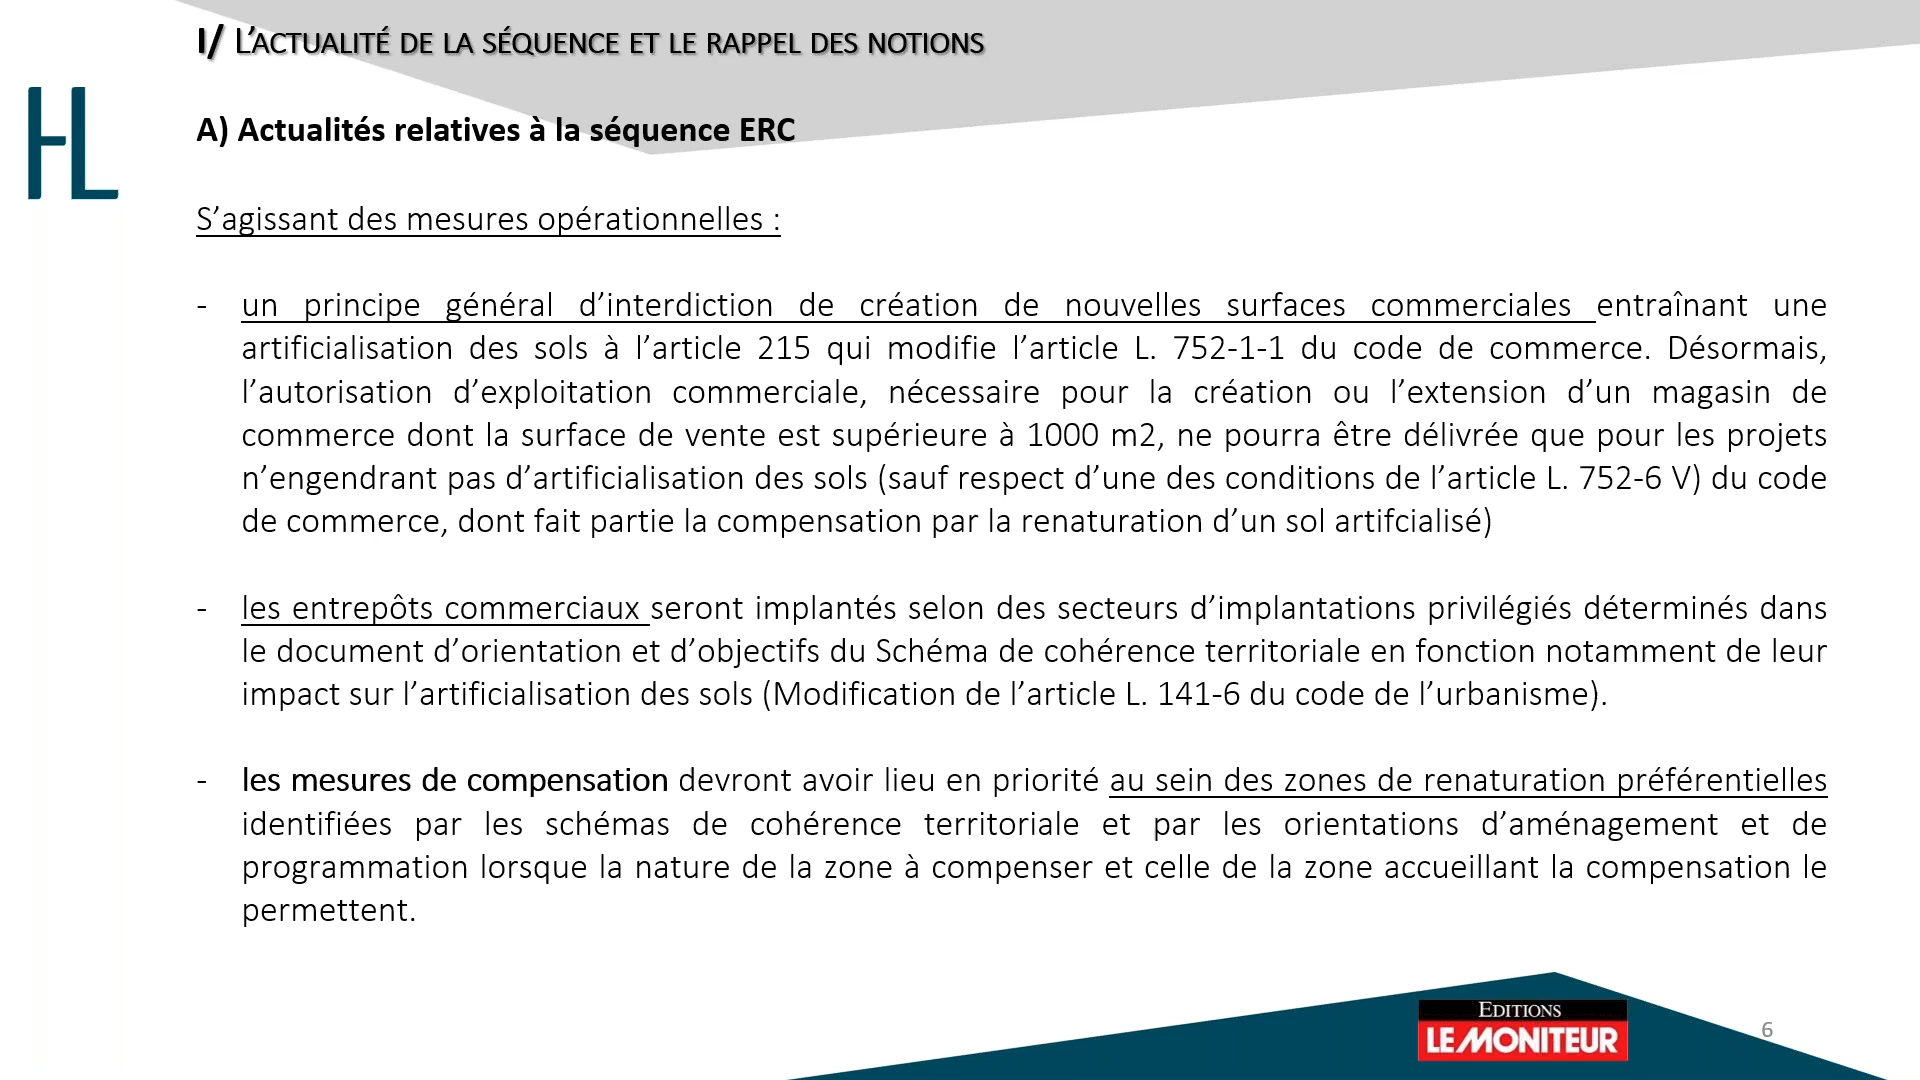 I/ L’ACTUALITÉ DE LA SÉQUENCE ET LE RAPPEL DES NOTIONS
HL
A) Actualités relatives à la séquence ERC
S’agissant des mesures opérationnelles :
- un principe général d’interdiction de création de nouvelles surfaces commerciales entraînant une
artificialisation des sols à l’article 215 qui modifie l’article L. 752-1-1 du code de commerce. Désormais,
l’autorisation d’exploitation commerciale, nécessaire pour la création ou l’extension d’un magasin de
commerce dont la surface de vente est supérieure à 1000 m2, ne pourra être délivrée que pour les projets
n’engendrant pas d’artificialisation des sols (sauf respect d’une des conditions de l’article L. 752-6 V) du code
de commerce, dont fait partie la compensation par la renaturation d’un sol artifcialisé)
- les entrepôts commerciaux seront implantés selon des secteurs d’implantations privilégiés déterminés dans
le document d’orientation et d’objectifs du Schéma de cohérence territoriale en fonction notamment de leur
impact sur l’artificialisation des sols (Modification de l’article L. 141-6 du code de l’urbanisme).
- les mesures de compensation devront avoir lieu en priorité au sein des zones de renaturation préférentielles
identifiées par les schémas de cohérence territoriale et par les orientations d’aménagement et de
programmation lorsque la nature de la zone à compenser et celle de la zone accueillant la compensation le
permettent.
EDITIONS
LE MONITEUR
6